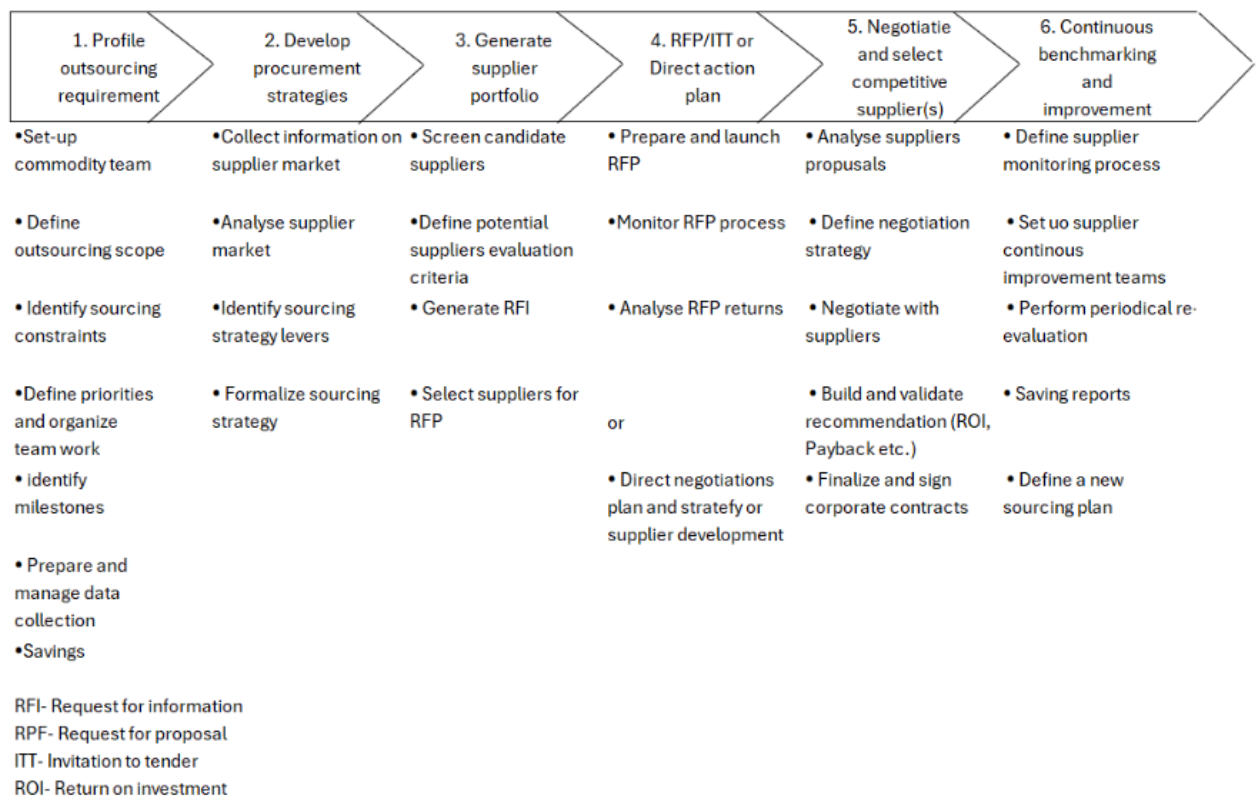 1. Profile
outsourcing
requirement
2. Develop
procurement
strategies
3. Generate
supplier
portfolio
4. RFP/ITT or
Direct action
plan
5. Negotiatie
and select
competitive
supplier(s)
6. Continuous
benchmarking
and
improvement
•Set-up
commodity team
• Define
outsourcing scope
• Identify sourcing
constraints
•Define priorities
and organize
team work
• identify
milestones
• Prepare and
manage data
collection
•Savings
•Collect information on
supplier market
•Analyse supplier
market
•Identify sourcing
strategy levers
• Formalize sourcing
strategy
• Screen candidate
suppliers
•Define potential
suppliers evaluation
criteria
• Generate RFI
• Select suppliers for
RFP
• Prepare and launch
RFP
•Monitor RFP process
• Analyse RFP returns
or
• Direct negotiations
plan and stratefy or
supplier development
• Analyse suppliers
propusals
• Define negotiation
strategy
• Negotiate with
suppliers
• Build and validate
recommendation (ROI,
Payback etc.)
• Finalize and sign
corporate contracts
• Define supplier
monitoring process
• Set uo supplier
continous
improvement teams
• Perform periodical re-
evaluation
• Saving reports
• Define a new
sourcing plan
RFI- Request for information
RPF- Request for proposal
ITT- Invitation to tender
ROI- Return on investment